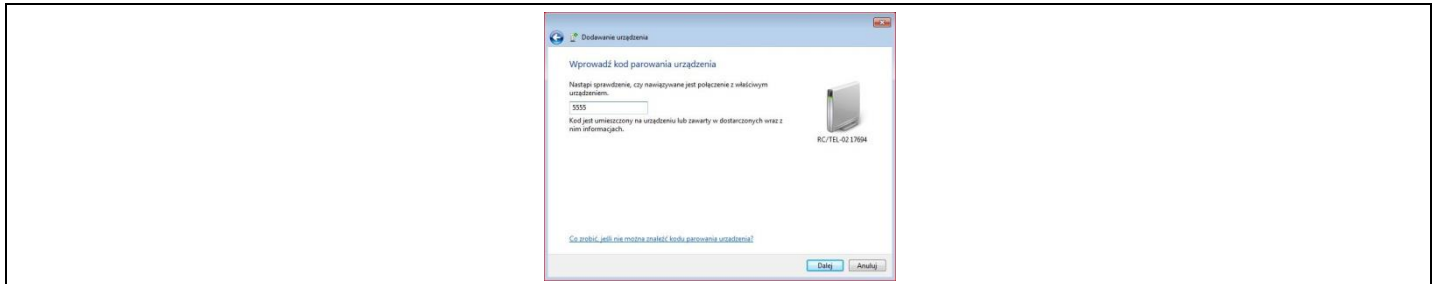 Dodawanie urządzenia
Wprowadź kod parowania urządzenia
Nastąpi sprawdzenie, czy nawiązywane jest połączenie z właściwym
urządzeniem.
5555
Kod jest umieszczony na urządzeniu lub zawarty w dostarczonych wraz z
nim informacjach.
RC/TEL-02 17694
Co zrobić, jeśli nie można znaleźć kodu parowania urządzenia?
Dalej Anuluj